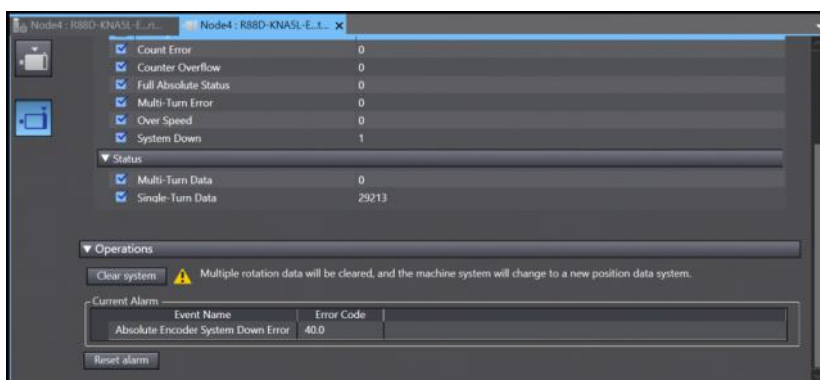 Node4 : R88D-KNA5L-E...ri... Node4 : R88D-KNA5L-E...t...
Count Error 0
Counter Overflow 0
Full Absolute Status 0
Multi-Turn Error 0
Over Speed 0
System Down 1
Status
Multi-Turn Data 0
Single-Turn Data 29213
Operations
Clear system Multiple rotation data will be cleared, and the machine system will change to a new position data system.
Current Alarm
Event Name Error Code
Absolute Encoder System Down Error 40.0
Reset alarm